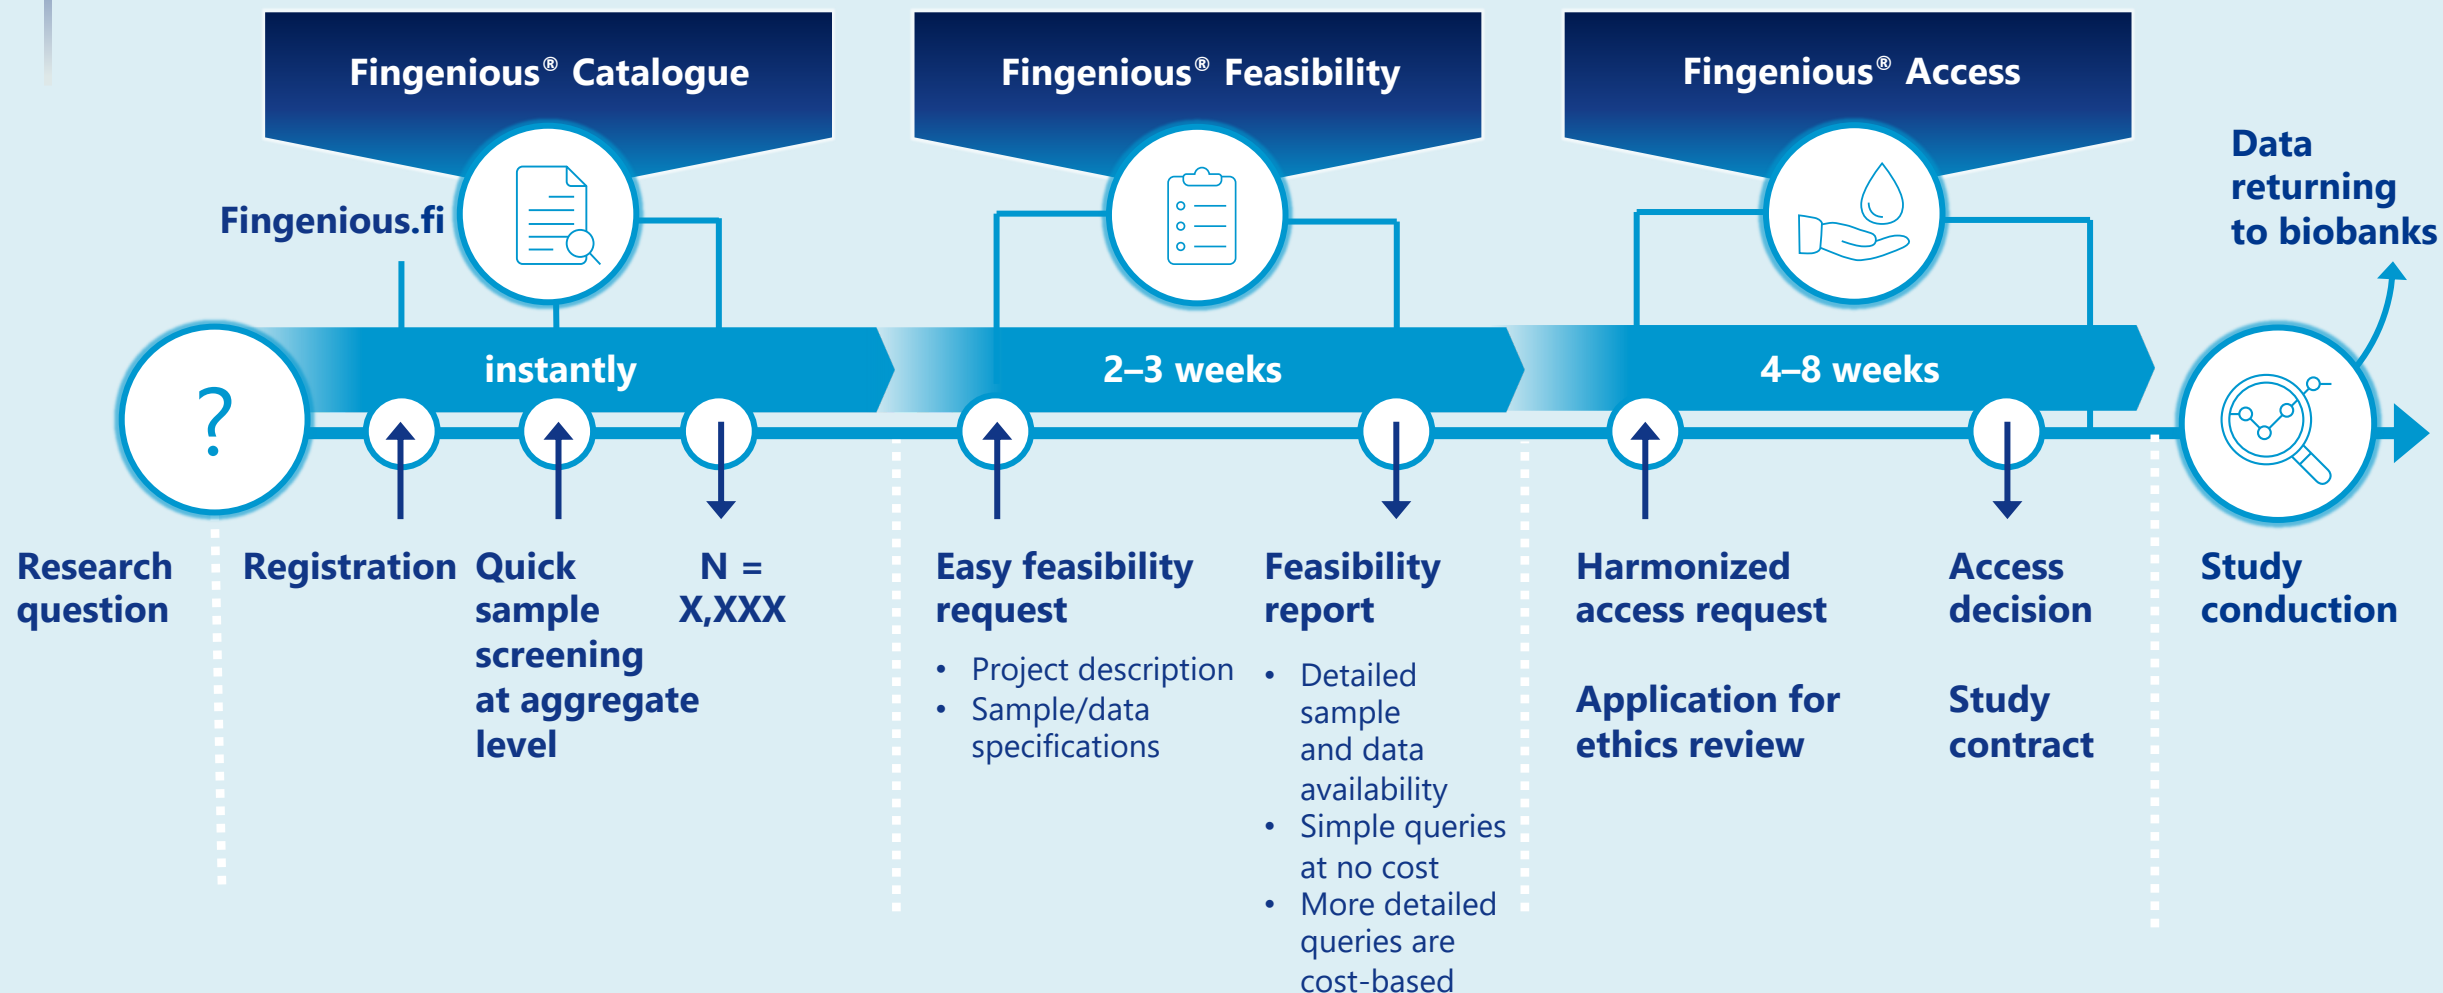 Fingenious® Catalogue
Fingenious® Feasibility
Fingenious® Access
Fingenious.fi
Data
returning
to biobanks
instantly
2–3 weeks
4–8 weeks
?
Research
question
Registration
Quick
sample
screening
at aggregate
level
N =
X,XXX
Easy feasibility
request
• Project description
• Sample/data
specifications
Feasibility
report
• Detailed
sample
and data
availability
• Simple queries
at no cost
• More detailed
queries are
cost-based
Harmonized
access request
Application for
ethics review
Access
decision
Study
contract
Study
conduction